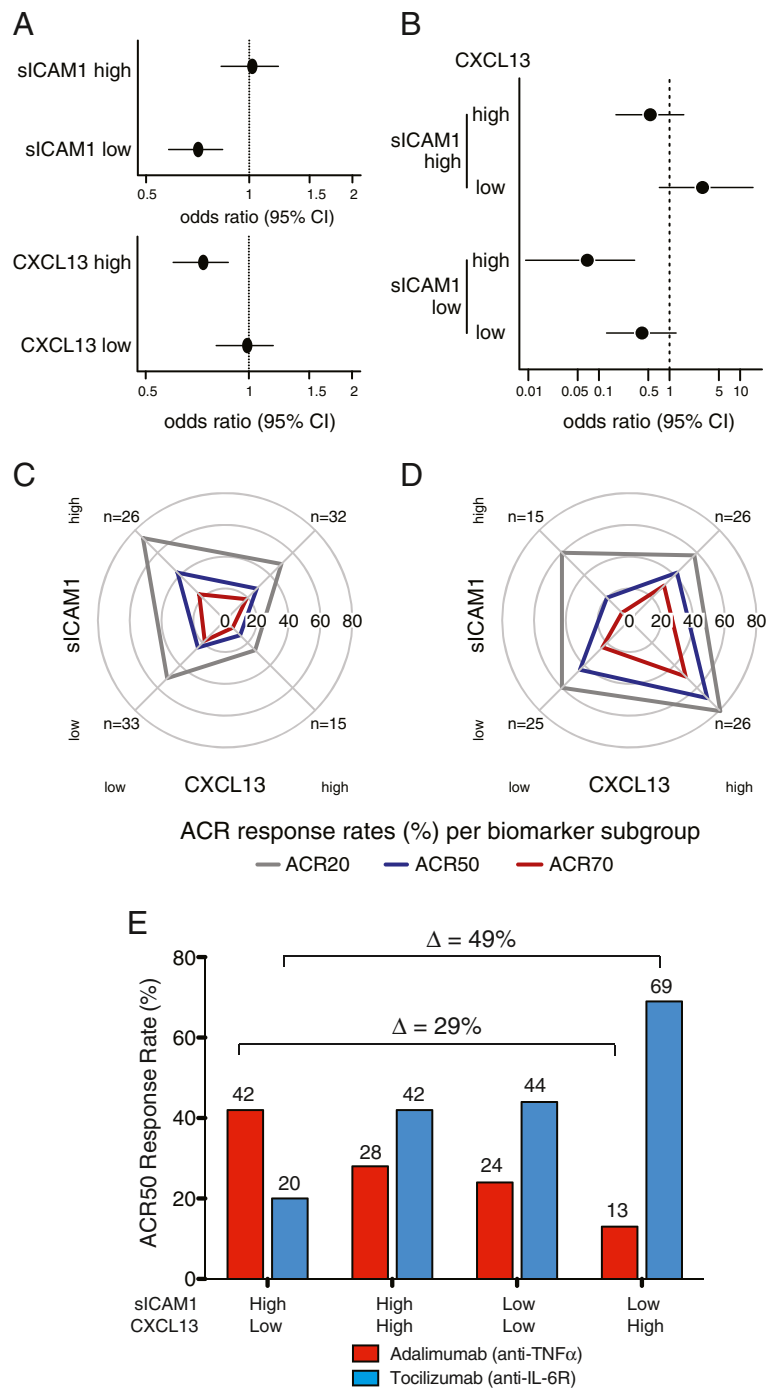 A
sICAM1 high
sICAM1 low
0.5 1 1.5 2
odds ratio (95% CI)
CXCL13 high
CXCL13 low
0.5 1 1.5 2
odds ratio (95% CI)
B
CXCL13
sICAM1
high
high
low
sICAM1
low
high
low
0.01 0.05 0.1 0.5 1 5 10
odds ratio (95% CI)
C
high
n=26
n=32
sICAM1
0 20 40 60 80
low
n=33
n=15
low
CXCL13
high
D
high
n=15
n=26
sICAM1
0 20 40 60 80
low
n=25
n=26
low
CXCL13
high
ACR response rates (%) per biomarker subgroup
ACR20 ACR50 ACR70
E
Δ = 49%
Δ = 29%
ACR50 Response Rate (%)
80
60
40
20
0
42
20
28
42
24
44
13
69
sICAM1 High High Low Low
CXCL13 Low High Low High
Adalimumab (anti-TNFα)
Tocilizumab (anti-IL-6R)